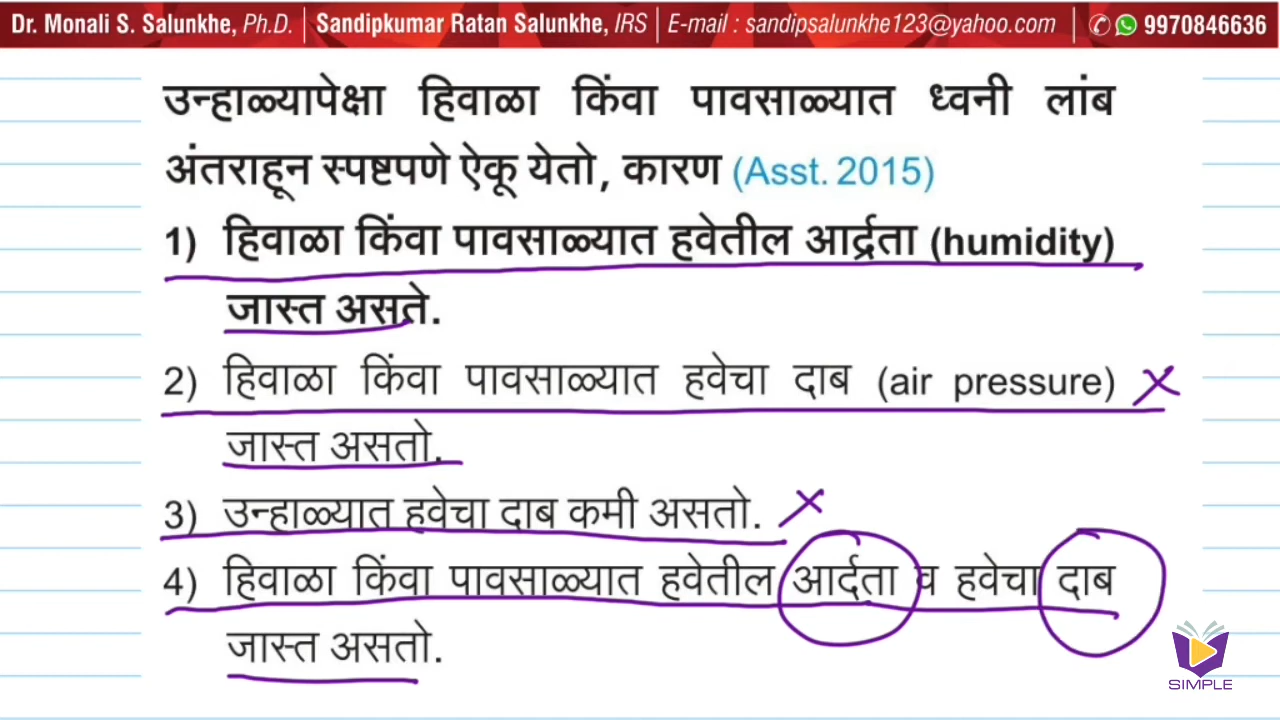 Dr. Monali S. Salunkhe, Ph.D. | Sandipkumar Ratan Salunkhe, IRS | E-mail : sandipsalunkhe123@yahoo.com | 9970846636
उन्हाळ्यापेक्षा हिवाळा किंवा पावसाळ्यात ध्वनी लांब
अंतराहून स्पष्टपणे ऐकू येतो, कारण (Asst. 2015)
1) हिवाळा किंवा पावसाळ्यात हवेतील आर्द्रता (humidity)
जास्त असते.
2) हिवाळा किंवा पावसाळ्यात हवेचा दाब (air pressure)
जास्त असतो.
3) उन्हाळ्यात हवेचा दाब कमी असतो.
4) हिवाळा किंवा पावसाळ्यात हवेतील आर्दता व हवेचा दाब
जास्त असतो.
SIMPLE